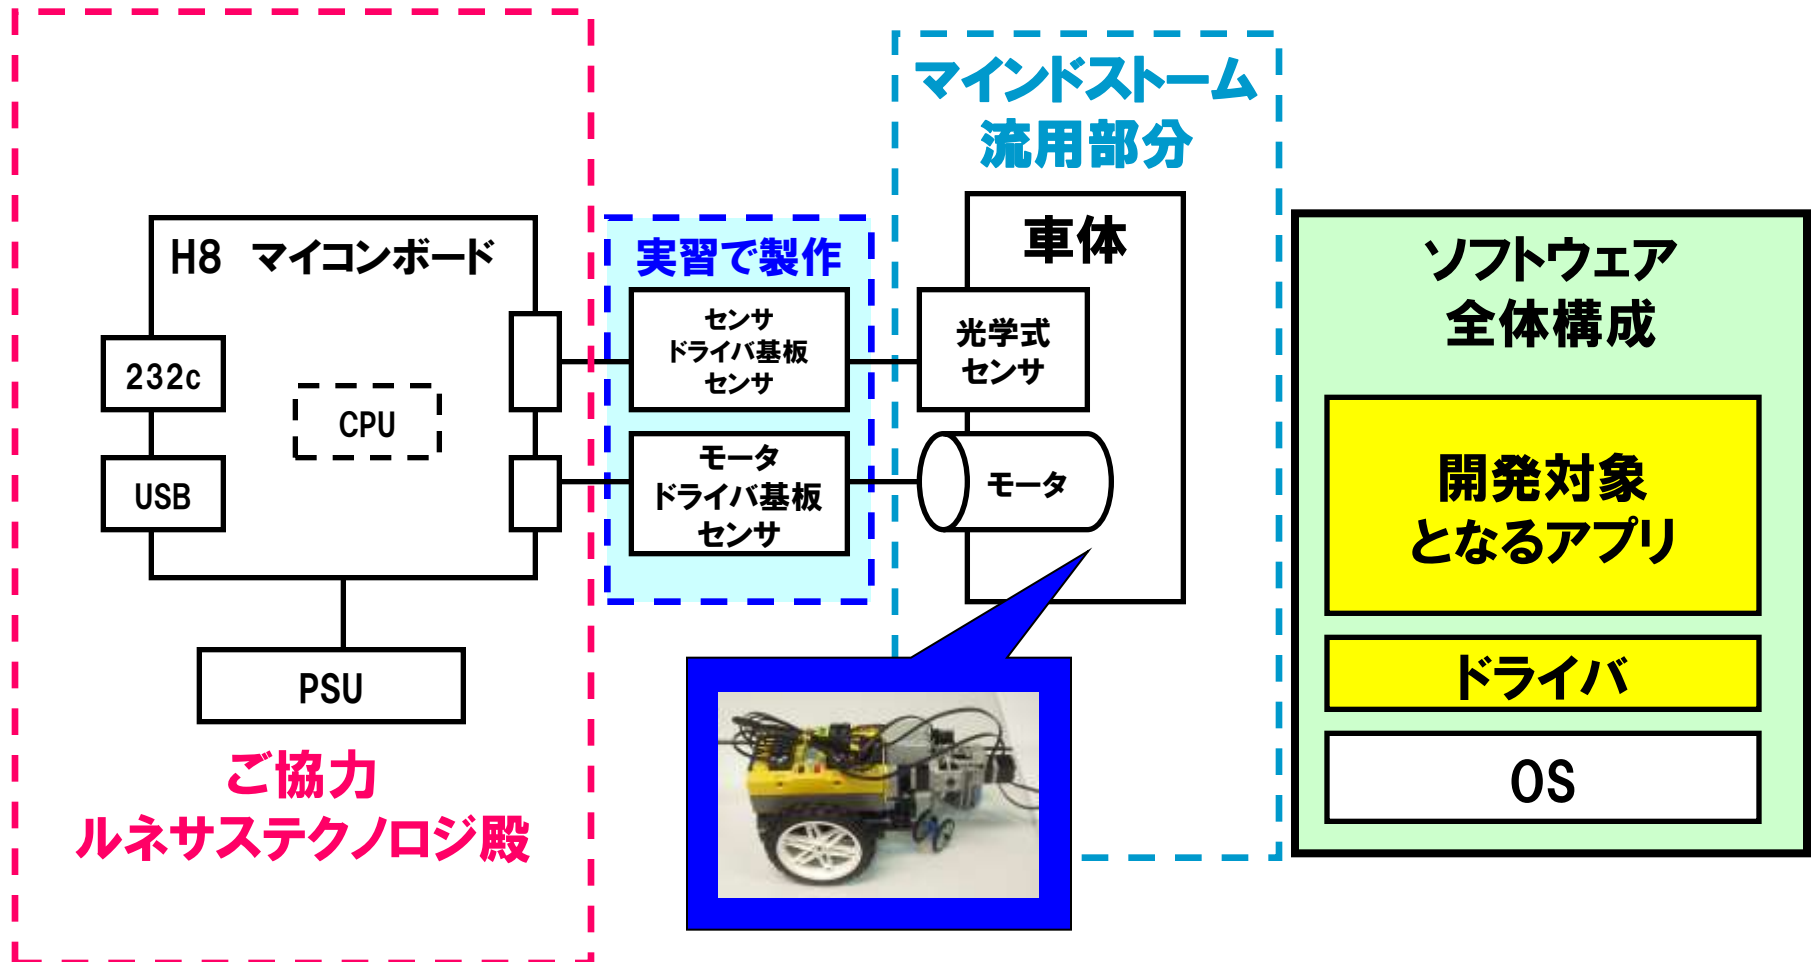 マインドストーム
流用部分
H8 マイコンボード
232c
CPU
USB
PSU
ご協力
ルネサステクノロジ殿
実習で製作
センサ
ドライバ基板
センサ
モータ
ドライバ基板
センサ
車体
光学式
センサ
モータ
ソフトウェア
全体構成
開発対象
となるアプリ
ドライバ
OS